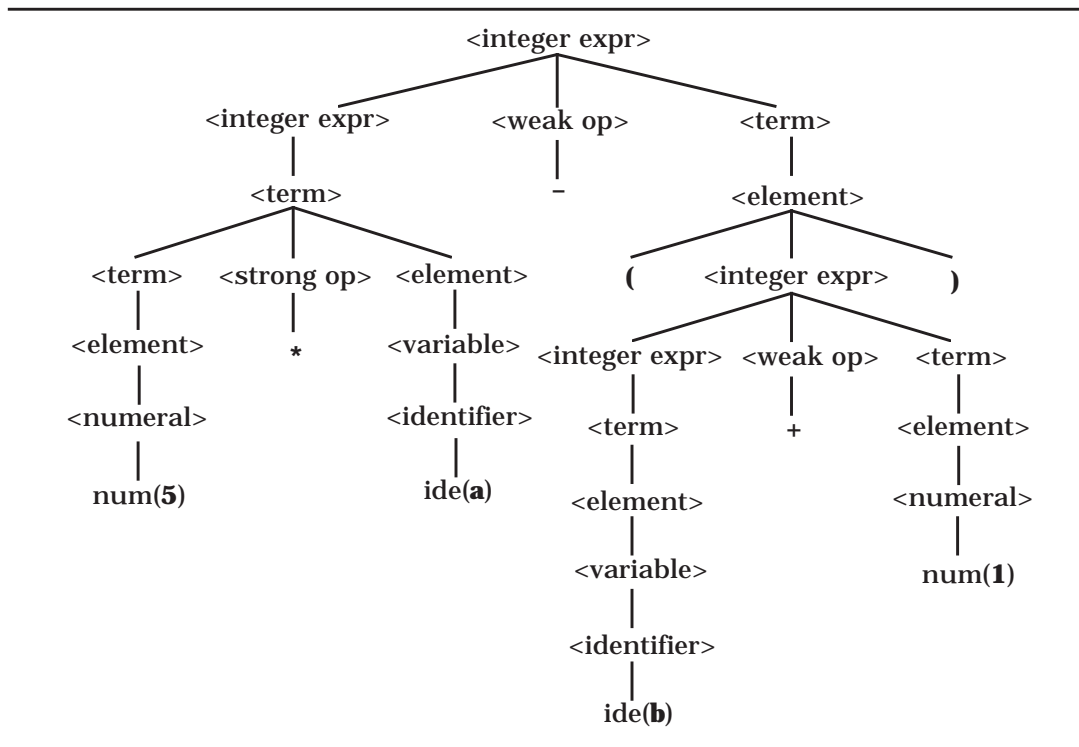 <integer expr>
<integer expr> <weak op> <term>
<term> – <element>
<term> <strong op> <element> ( <integer expr> )
<element> * <variable> <integer expr> <weak op> <term>
<numeral> <identifier> <term> + <element>
num(5) ide(a) <element> <numeral>
<variable> num(1)
<identifier>
ide(b)